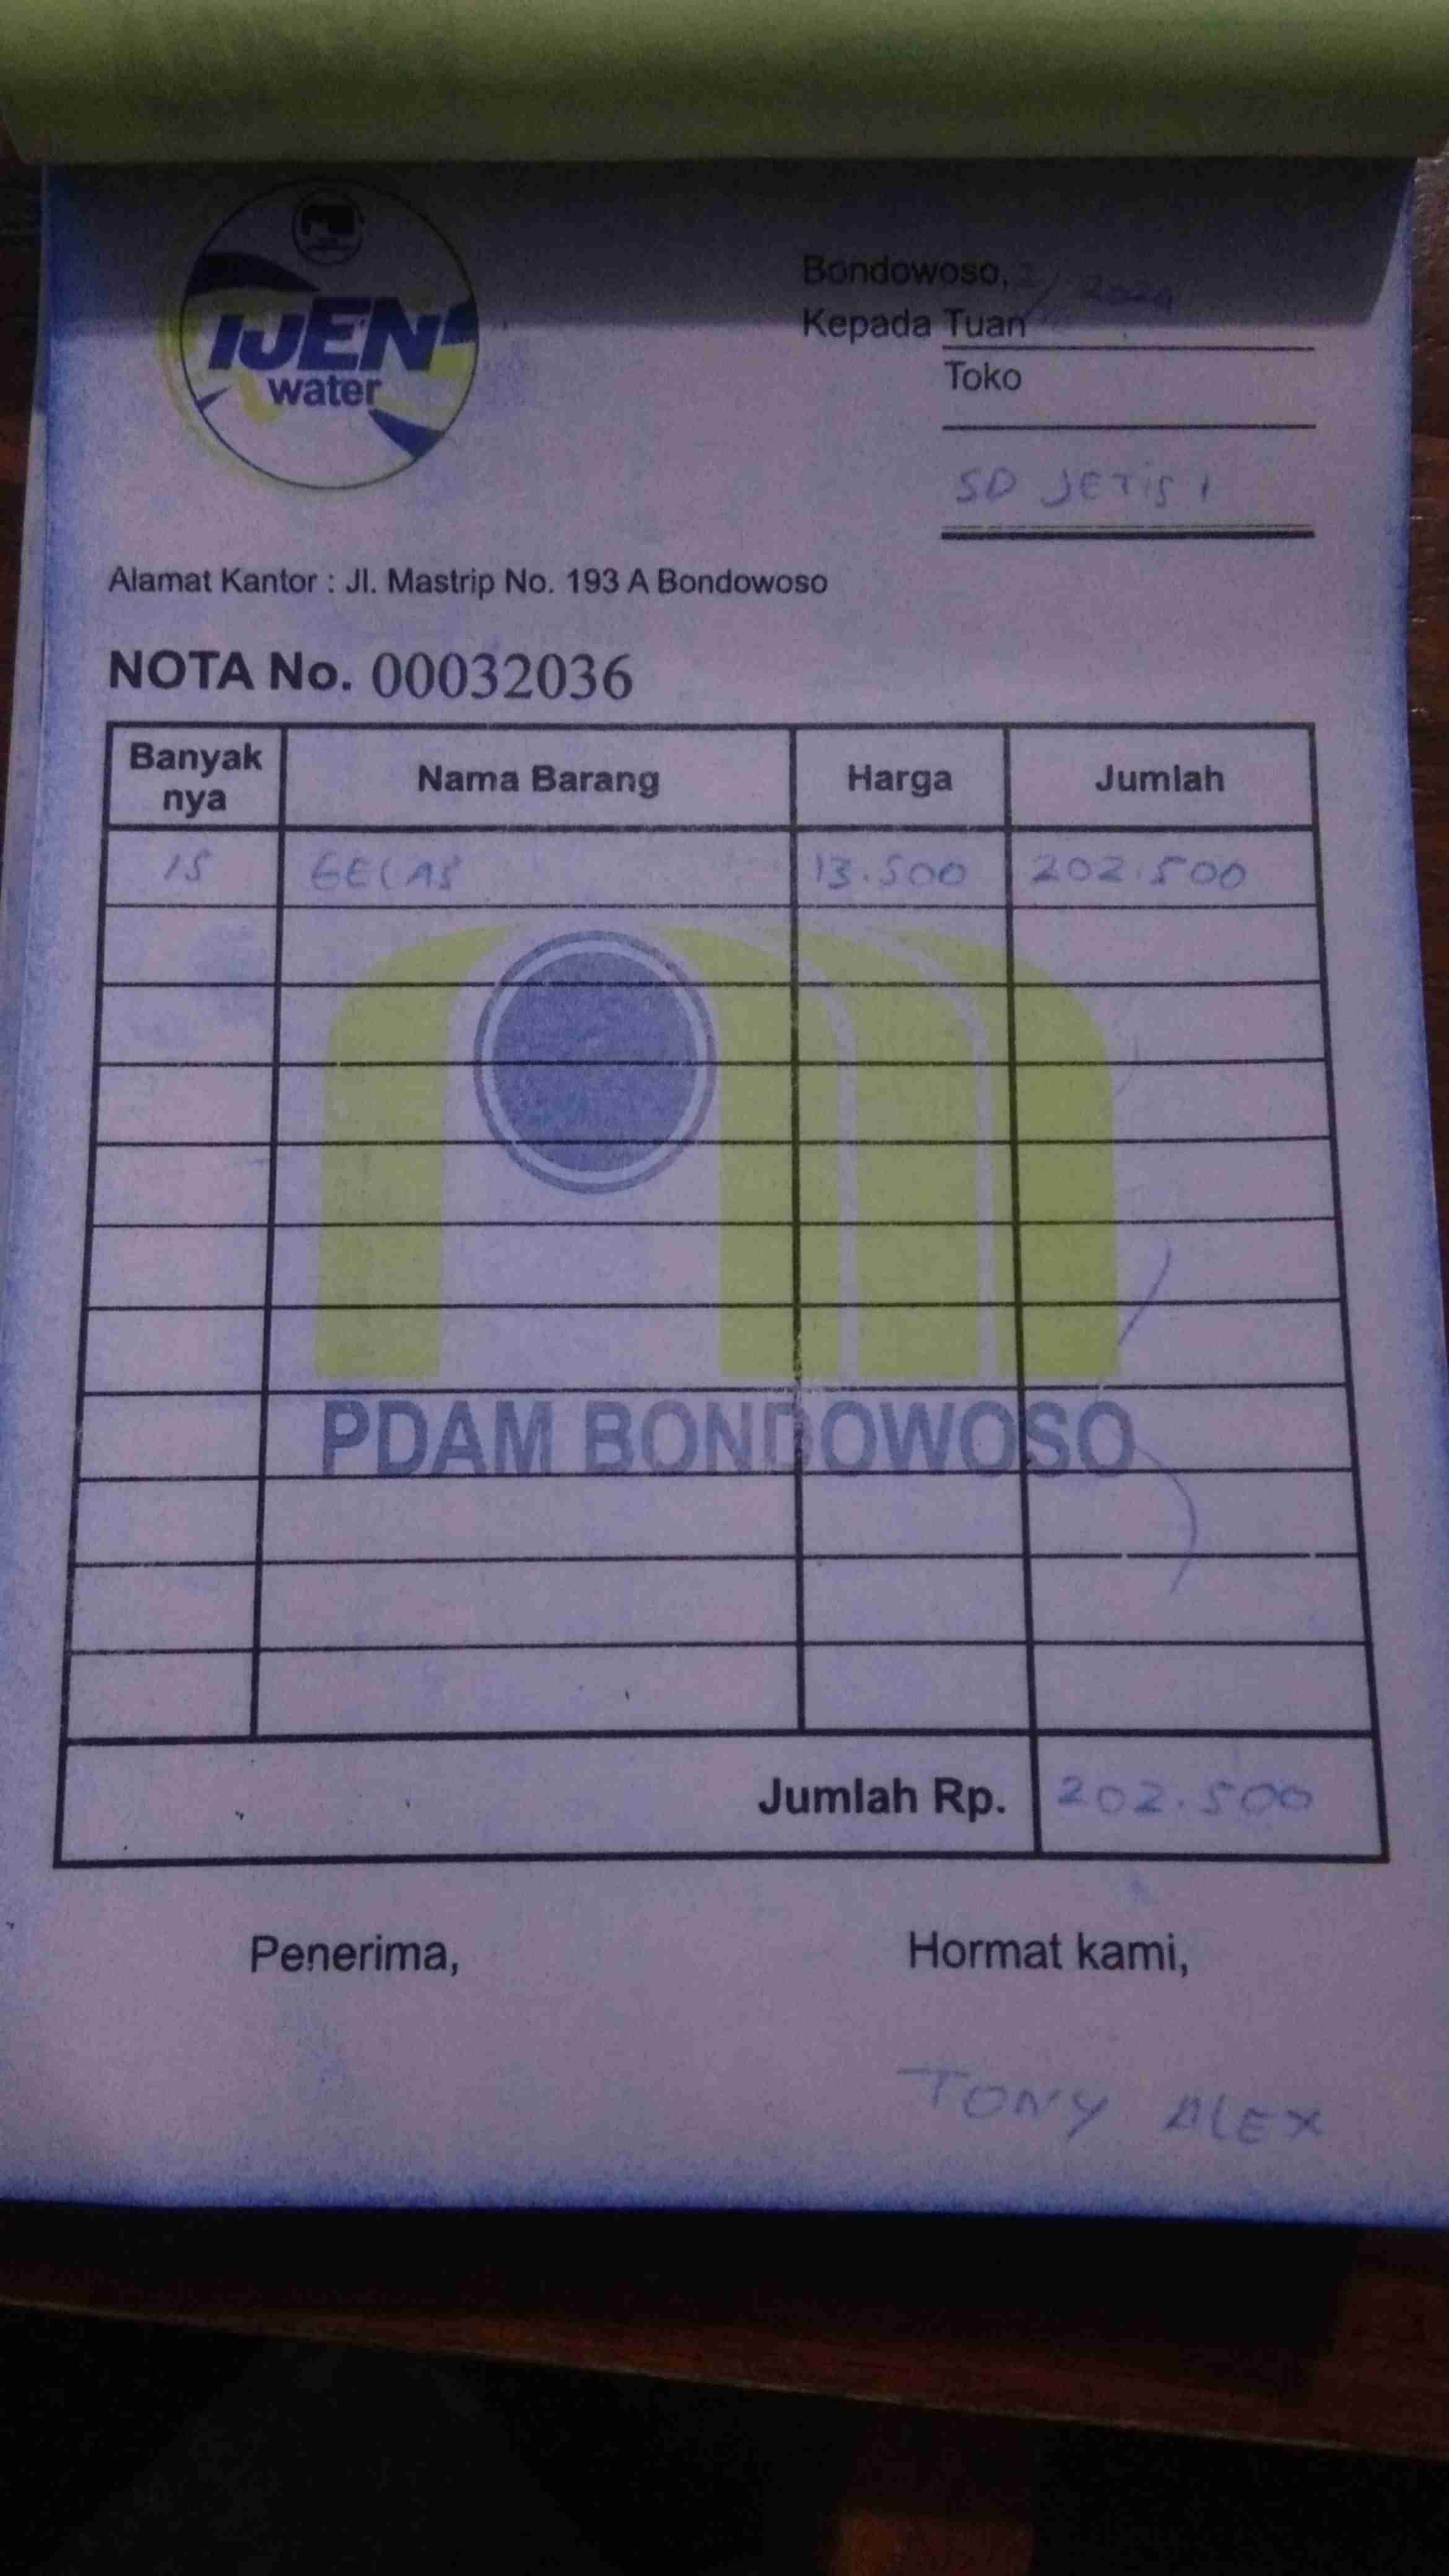 IJEN
water
Bondowoso, 2024
Kepada Tuan
Toko
SD JETIS 1
Alamat Kantor : Jl. Mastrip No. 193 A Bondowoso
NOTA No. 00032036
Banyak nya Nama Barang Harga Jumlah
15 GELAS 13.500 202.500
PDAM BONDOWOSO
Jumlah Rp. 202.500
Penerima, Hormat kami,
TONY ALEX